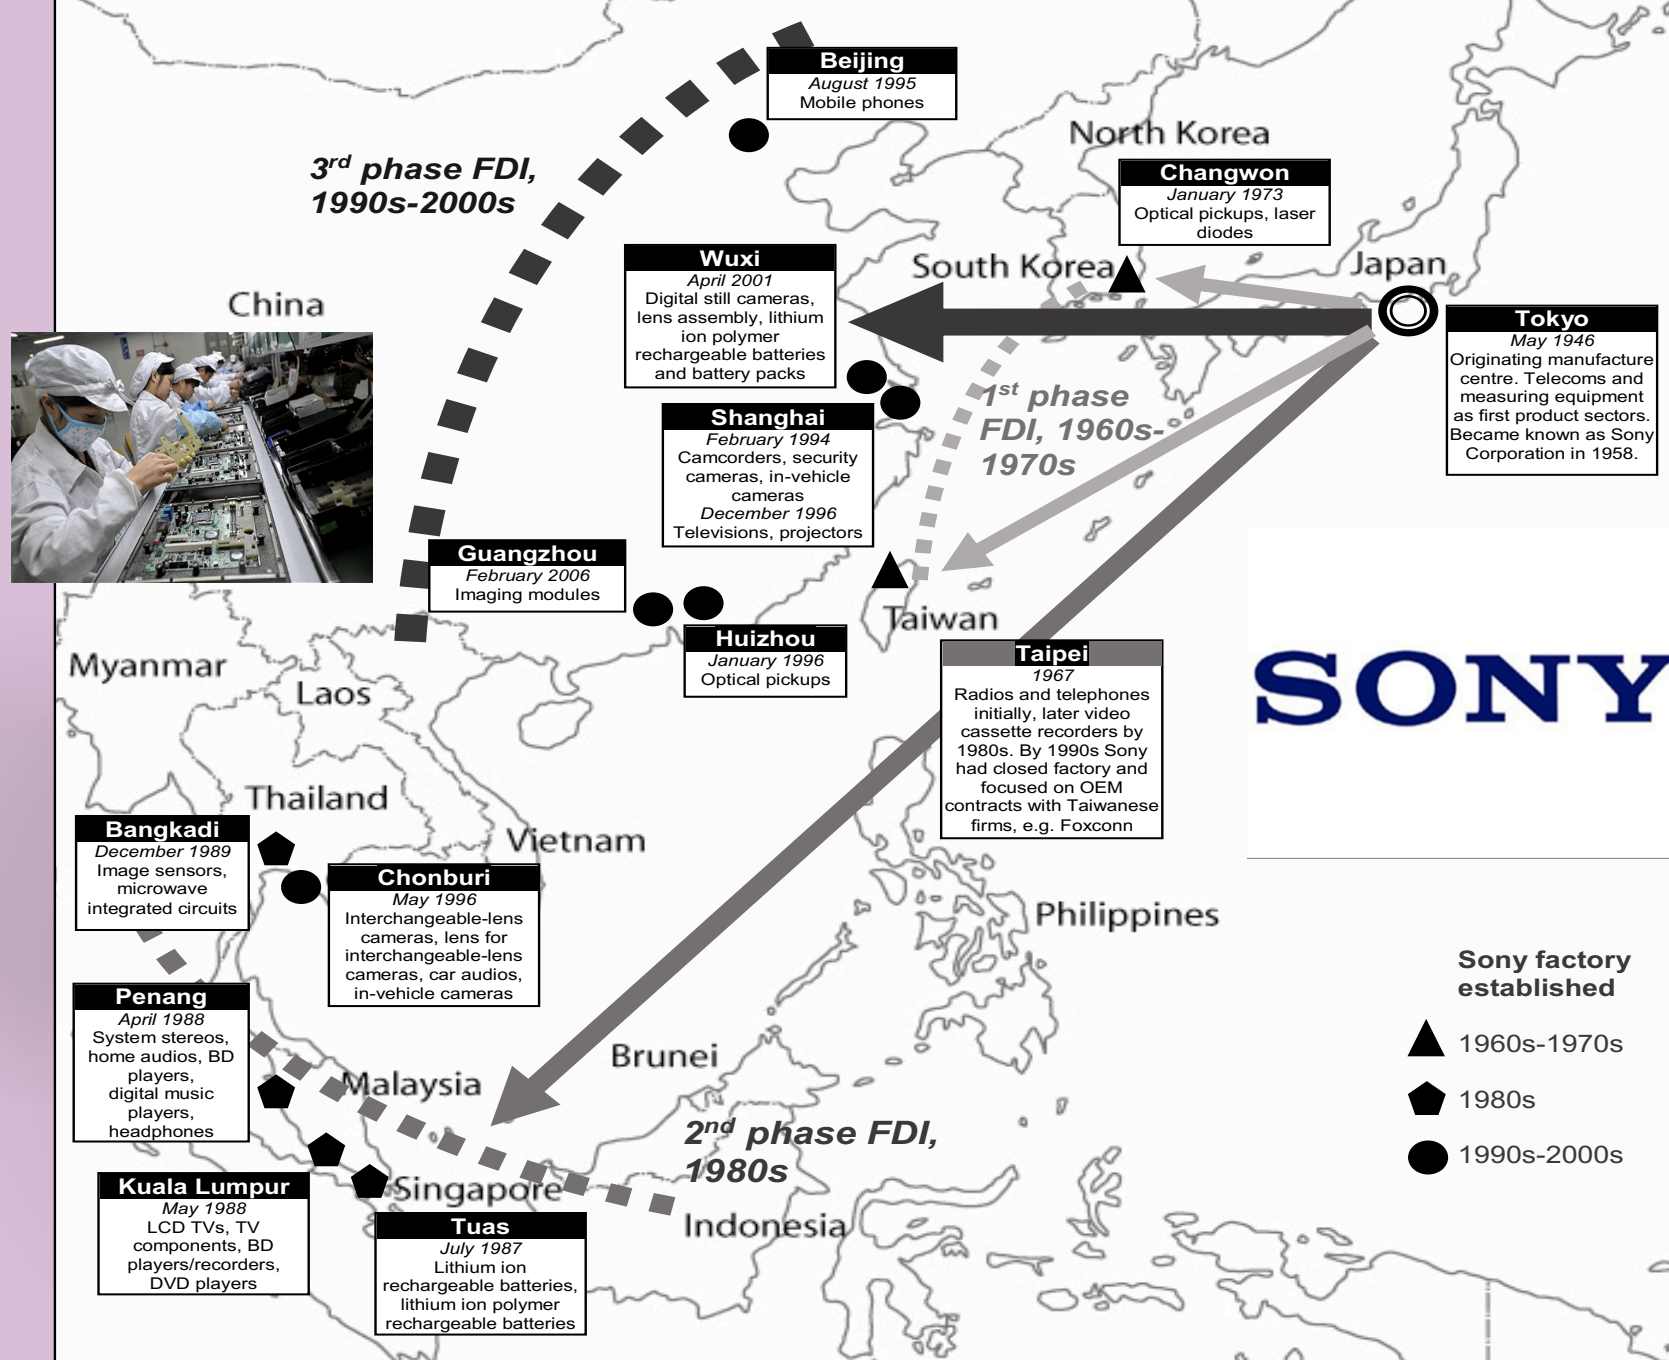 Beijing
August 1995
Mobile phones
North Korea
3rd phase FDI,
1990s-2000s
Changwon
January 1973
Optical pickups, laser
diodes
Wuxi
April 2001
Digital still cameras,
lens assembly, lithium
ion polymer
rechargeable batteries
and battery packs
South Korea
Japan
China
Tokyo
May 1946
Originating manufacture
centre. Telecoms and
measuring equipment
as first product sectors.
Became known as Sony
Corporation in 1958.
1st phase
FDI, 1960s-
1970s
Shanghai
February 1994
Camcorders, security
cameras, in-vehicle
cameras
December 1996
Televisions, projectors
Guangzhou
February 2006
Imaging modules
Taiwan
Huizhou
January 1996
Optical pickups
Taipei
1967
Radios and telephones
initially, later video
cassette recorders by
1980s. By 1990s Sony
had closed factory and
focused on OEM
contracts with Taiwanese
firms, e.g. Foxconn
SONY
Myanmar
Laos
Thailand
Vietnam
Bangkadi
December 1989
Image sensors,
microwave
integrated circuits
Chonburi
May 1996
Interchangeable-lens
cameras, lens for
interchangeable-lens
cameras, car audios,
in-vehicle cameras
Philippines
Penang
April 1988
System stereos,
home audios, BD
players,
digital music
players,
headphones
Brunei
Malaysia
2nd phase FDI,
1980s
Singapore
Indonesia
Kuala Lumpur
May 1988
LCD TVs, TV
components, BD
players/recorders,
DVD players
Tuas
July 1987
Lithium ion
rechargeable batteries,
lithium ion polymer
rechargeable batteries
Sony factory
established
1960s-1970s
1980s
1990s-2000s